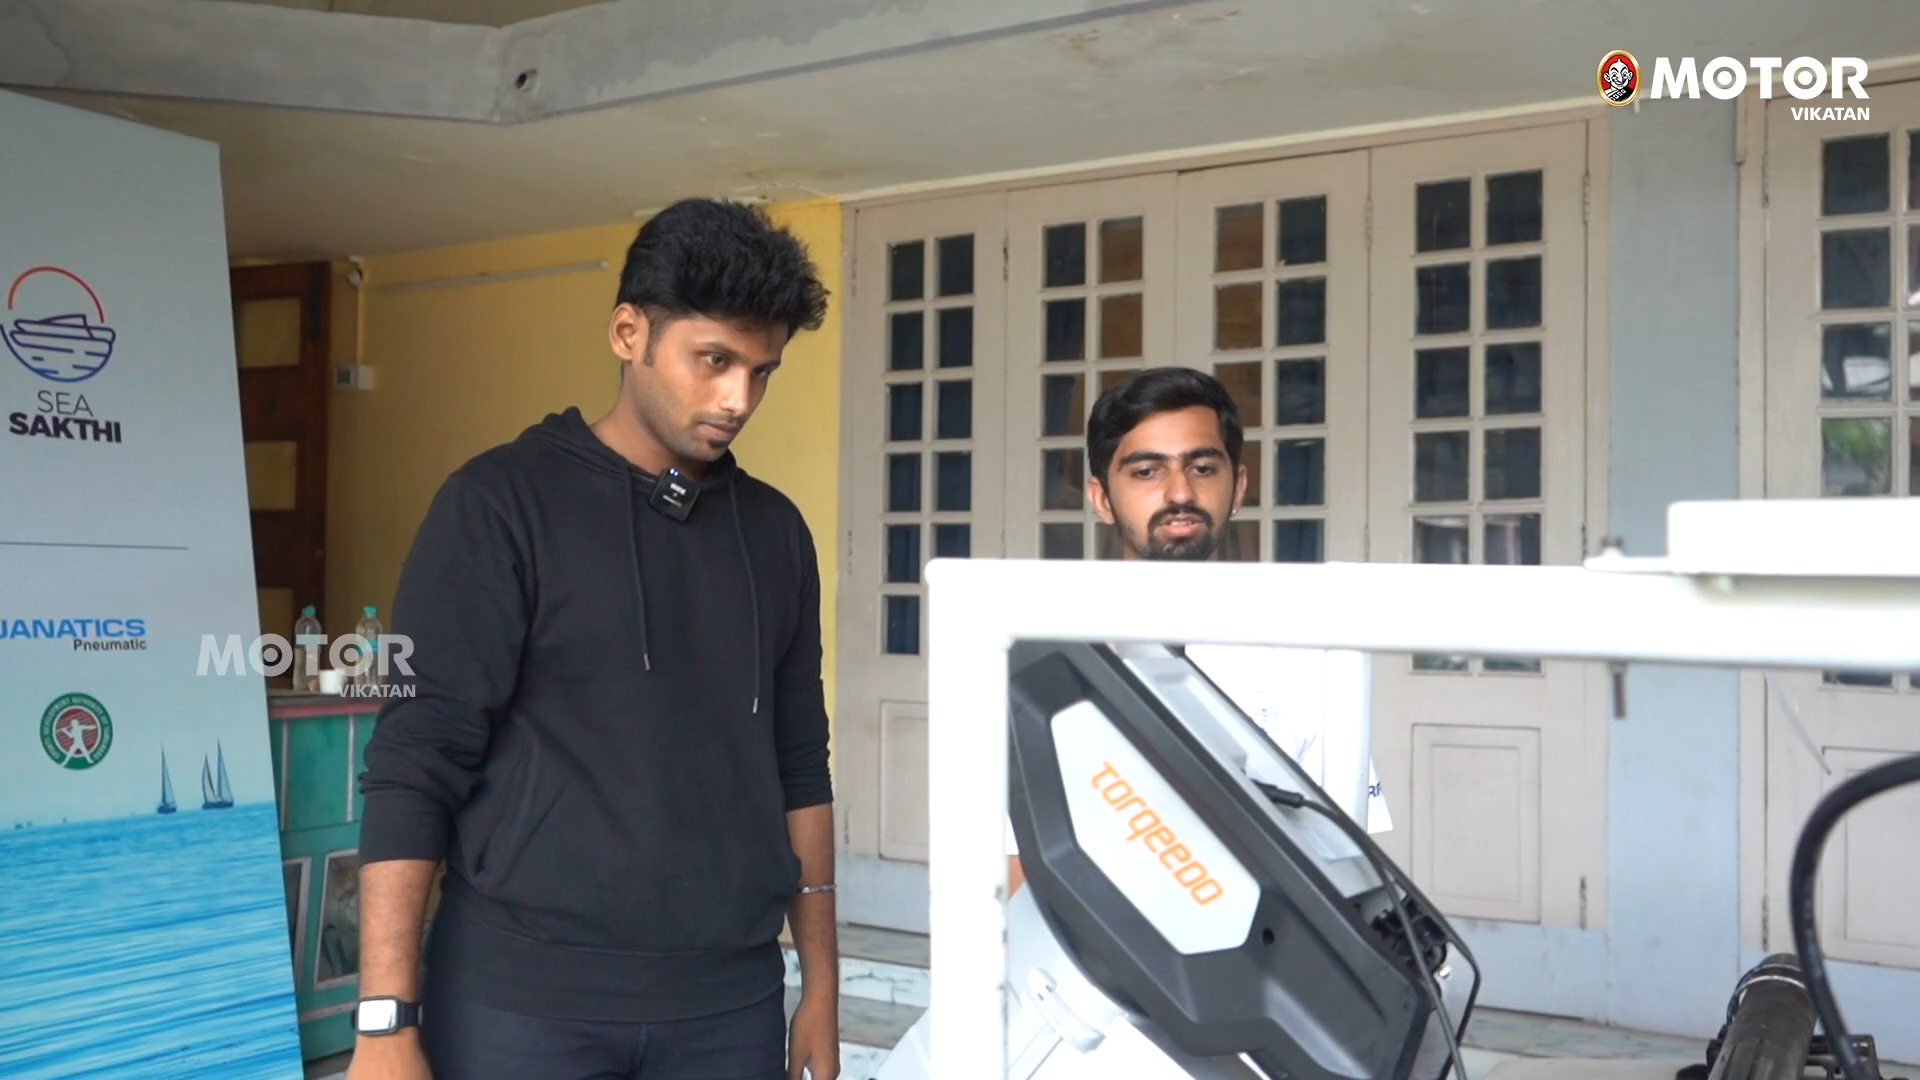 MOTOR
VIKATAN
SEA
SAKTHI
JANATICS
Pneumatic
MOTOR
VIKATAN
TORQEEDO